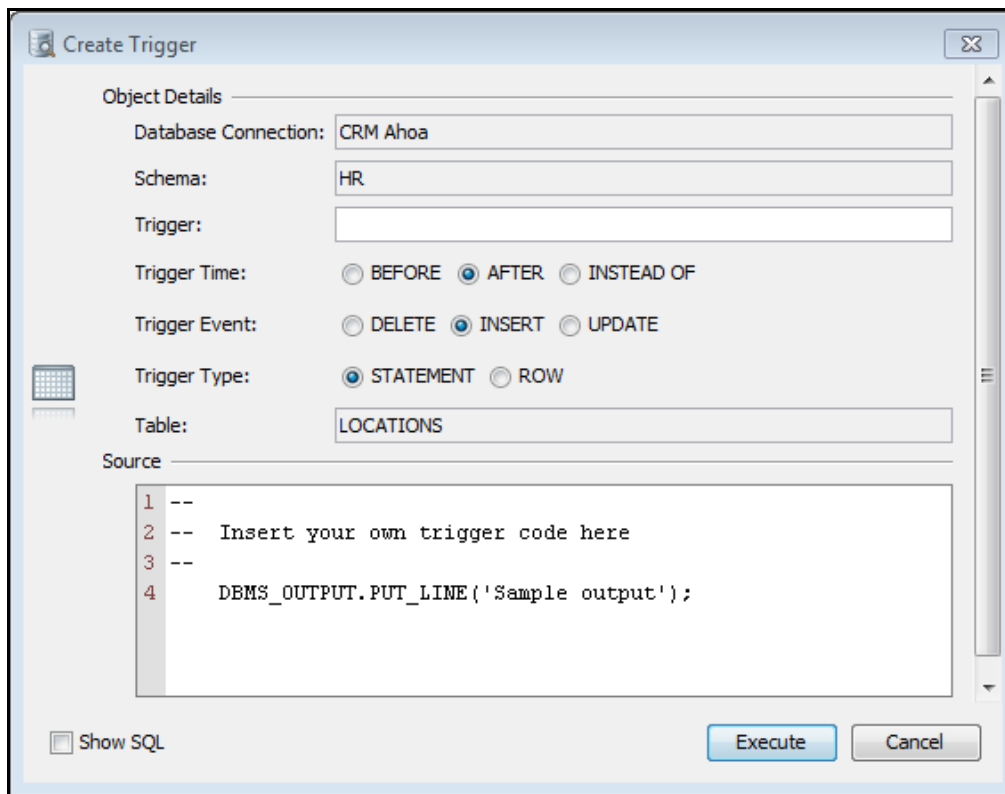 Create Trigger
Object Details
Database Connection: CRM Ahoa
Schema: HR
Trigger:
Trigger Time: BEFORE AFTER INSTEAD OF
Trigger Event: DELETE INSERT UPDATE
Trigger Type: STATEMENT ROW
Table: LOCATIONS
Source
1 --
2 -- Insert your own trigger code here
3 --
4 DBMS_OUTPUT.PUT_LINE('Sample output');
Show SQL Execute Cancel